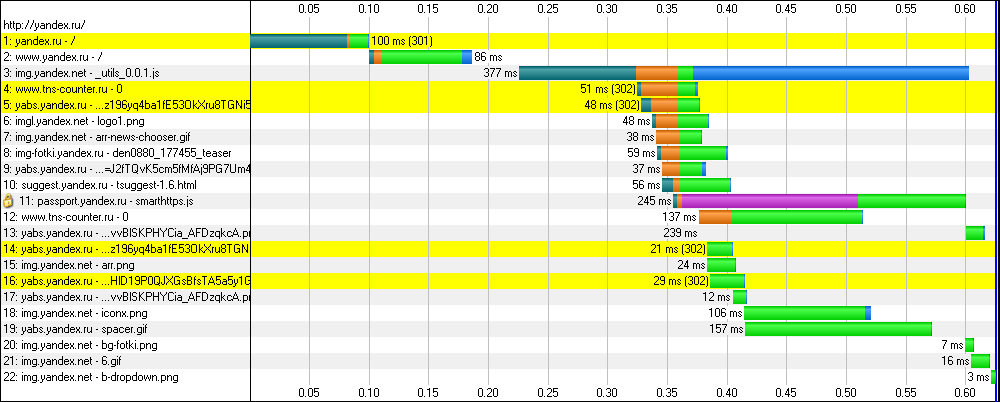 0.05 0.10 0.15 0.20 0.25 0.30 0.35 0.40 0.45 0.50 0.55 0.60
http://yandex.ru/
1: yandex.ru - / 100 ms (301)
2: www.yandex.ru - / 86 ms
3: img.yandex.net - _utils_0.0.1.js 377 ms
4: www.tns-counter.ru - 0 51 ms (302)
5: yabs.yandex.ru - ...z196yq4ba1fE53OkXru8TGNi5 48 ms (302)
6: imgl.yandex.net - logo1.png 48 ms
7: img.yandex.net - arr-news-chooser.gif 38 ms
8: img-fotki.yandex.ru - den0880_177455_teaser 59 ms
9: yabs.yandex.ru - ...=J2fTQvK5cm5fMfAj9PG7Um4 37 ms
10: suggest.yandex.ru - tsuggest-1.6.html 56 ms
11: passport.yandex.ru - smarthttps.js 245 ms
12: www.tns-counter.ru - 0 137 ms
13: yabs.yandex.ru - ...vvBISKPHYCia_AFDzqkcA.pr 239 ms
14: yabs.yandex.ru - ...z196yq4ba1fE53OkXru8TGN 21 ms (302)
15: img.yandex.net - arr.png 24 ms
16: yabs.yandex.ru - ...HID19P0QJXGsBfsTA5a5y1G 29 ms (302)
17: yabs.yandex.ru - ...vvBISKPHYCia_AFDzqkcA.pr 12 ms
18: img.yandex.net - iconx.png 106 ms
19: yabs.yandex.ru - spacer.gif 157 ms
20: img.yandex.net - bg-fotki.png 7 ms
21: img.yandex.net - 6.gif 16 ms
22: img.yandex.net - b-dropdown.png 3 ms
0.05 0.10 0.15 0.20 0.25 0.30 0.35 0.40 0.45 0.50 0.55 0.60